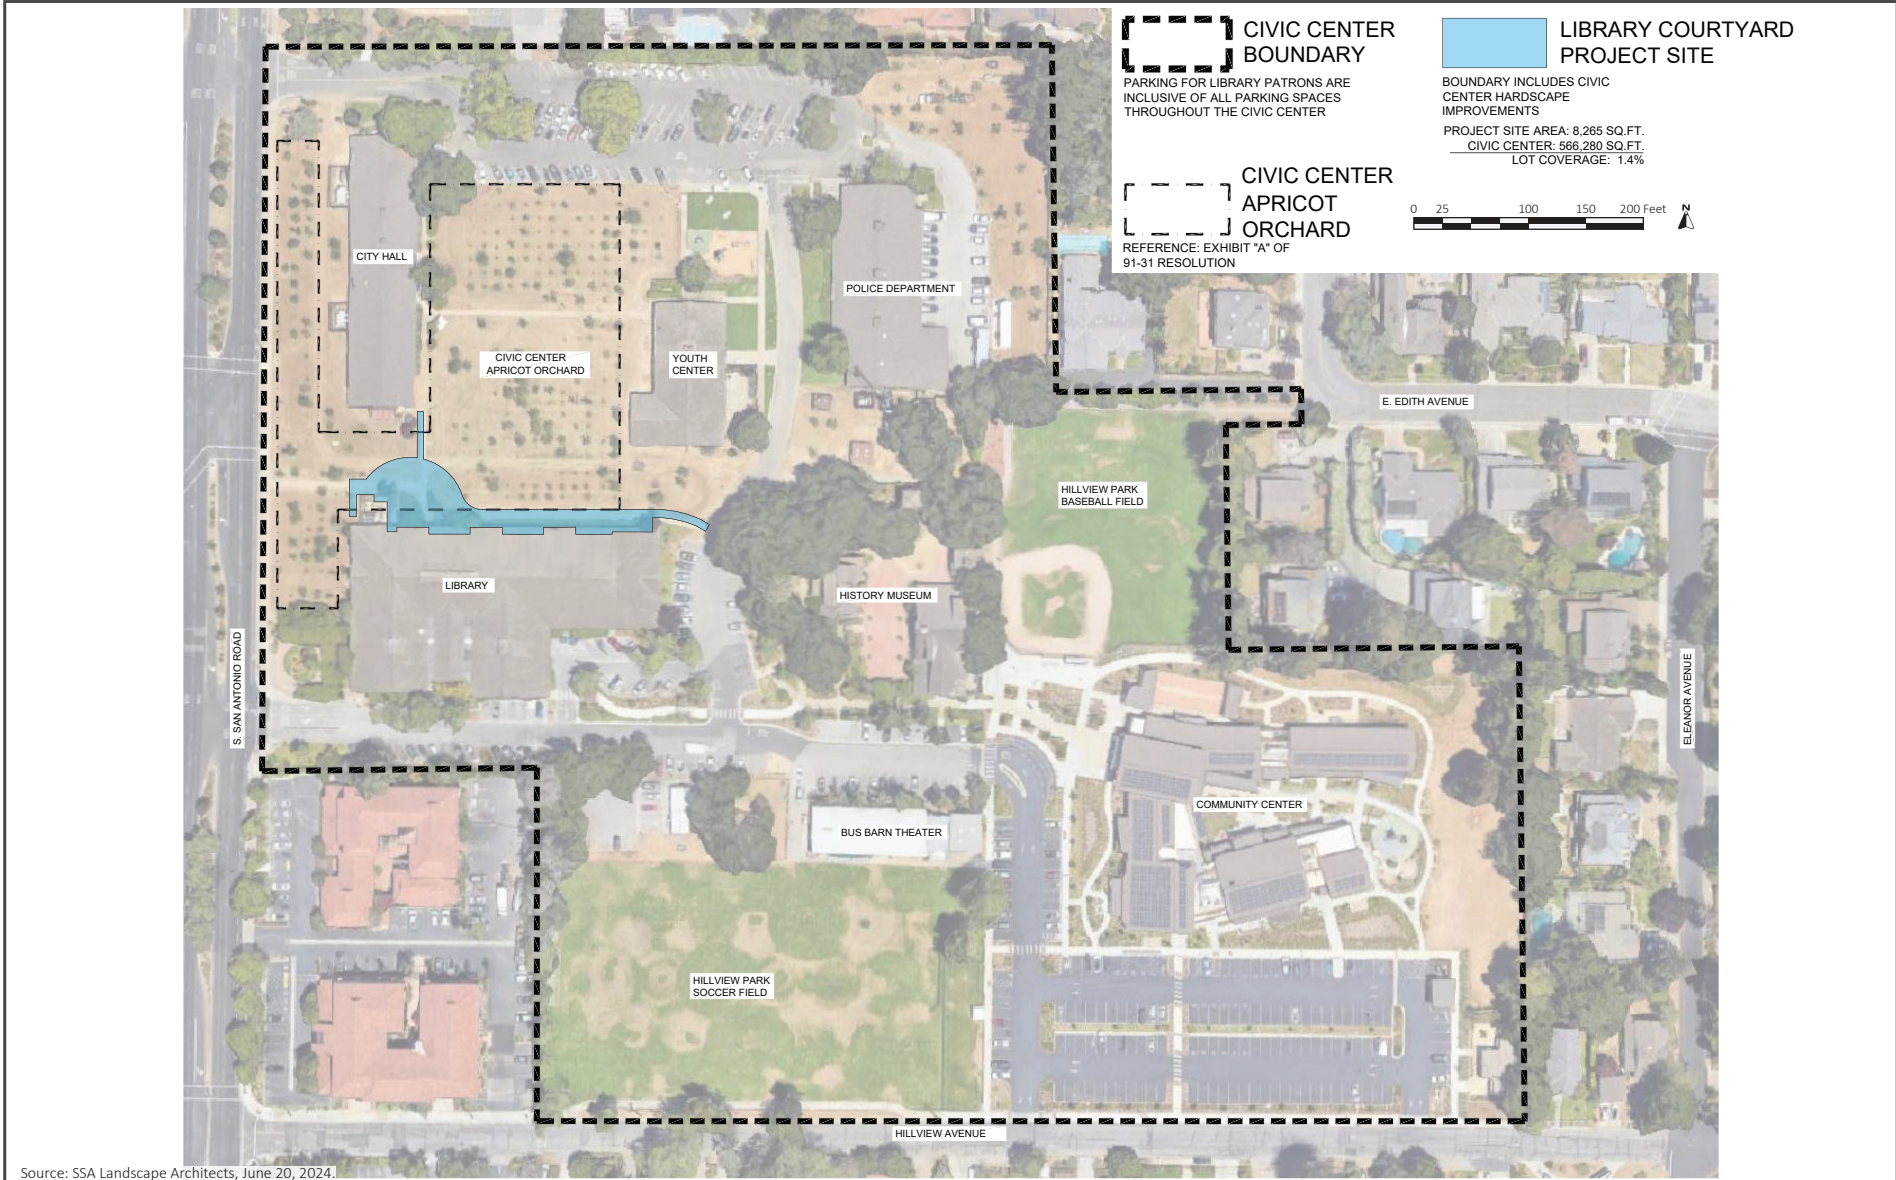 CIVIC CENTER
BOUNDARY
PARKING FOR LIBRARY PATRONS ARE
INCLUSIVE OF ALL PARKING SPACES
THROUGHOUT THE CIVIC CENTER
LIBRARY COURTYARD
PROJECT SITE
BOUNDARY INCLUDES CIVIC
CENTER HARDSCAPE
IMPROVEMENTS
PROJECT SITE AREA: 8,265 SQ.FT.
CIVIC CENTER: 566,280 SQ.FT.
LOT COVERAGE: 1.4%
CIVIC CENTER
APRICOT
ORCHARD
REFERENCE: EXHIBIT "A" OF
91-31 RESOLUTION
0 25 100 150 200 Feet
N
CITY HALL
POLICE DEPARTMENT
CIVIC CENTER
APRICOT ORCHARD
YOUTH
CENTER
E. EDITH AVENUE
HILLVIEW PARK
BASEBALL FIELD
LIBRARY
HISTORY MUSEUM
S. SAN ANTONIO ROAD
ELEANOR AVENUE
COMMUNITY CENTER
BUS BARN THEATER
HILLVIEW PARK
SOCCER FIELD
HILLVIEW AVENUE
Source: SSA Landscape Architects, June 20, 2024.